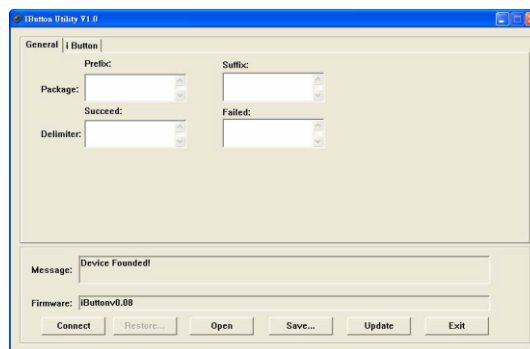 IButton Utility V1.0
General i Button
Prefix: Suffix:
Package:
Succeed: Failed:
Delimiter:
Message: Device Founded!
Firmware: iButtonv0.08
Connect Restore... Open Save... Update Exit